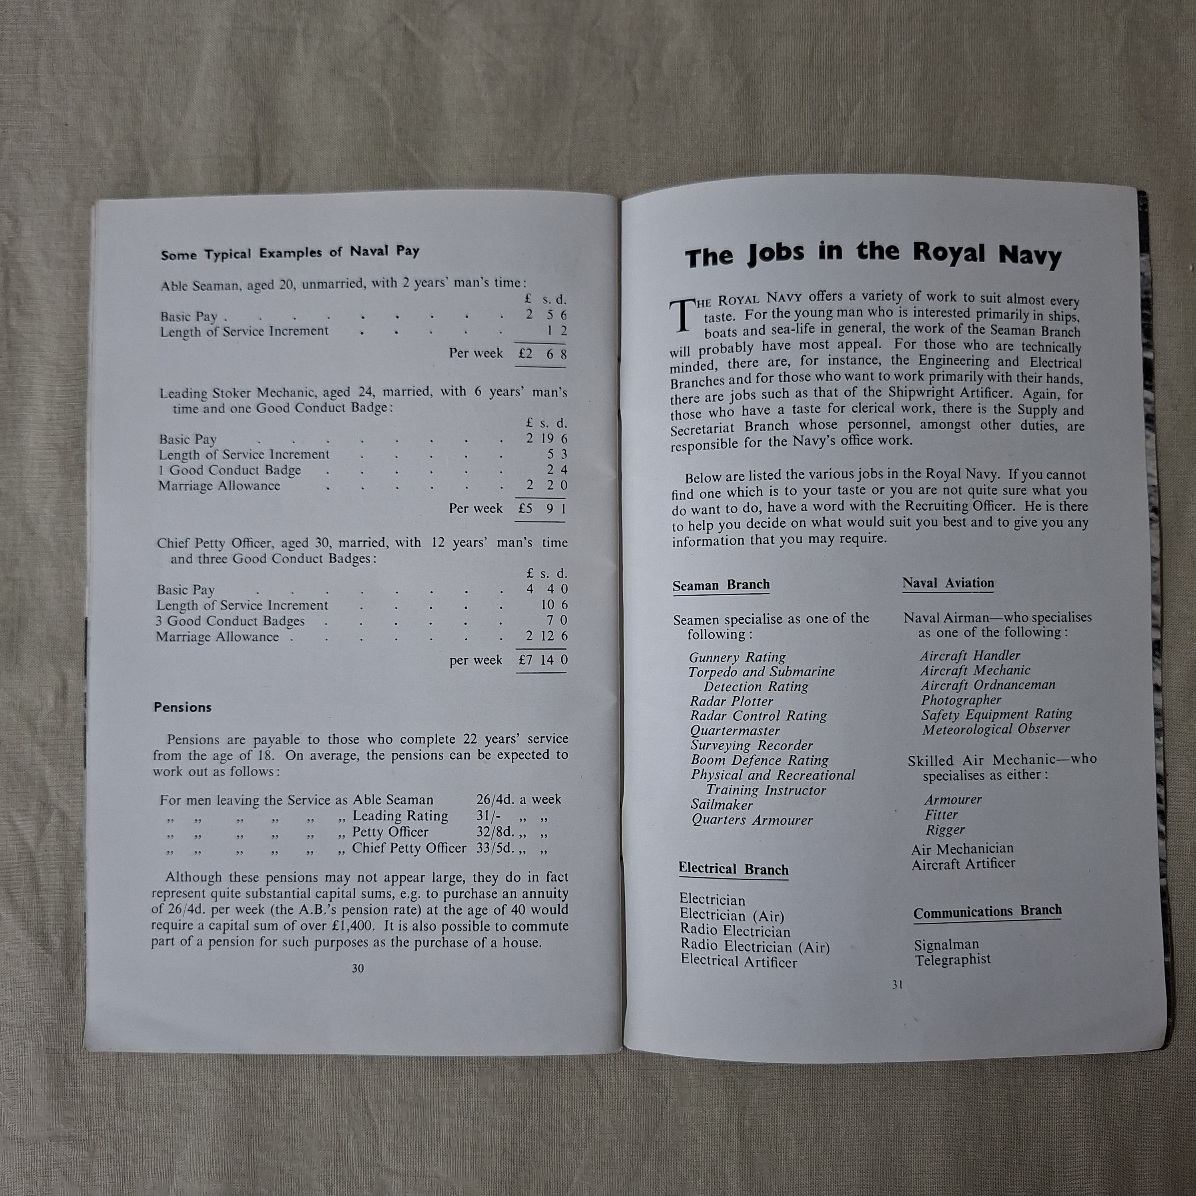 Some Typical Examples of Naval Pay
Able Seaman, aged 20, unmarried, with 2 years' man's time:
£ s. d.
Basic Pay . . . . . . . . . 2 5 6
Length of Service Increment . . . . . 1 2
Per week £2 6 8
Leading Stoker Mechanic, aged 24, married, with 6 years' man's
time and one Good Conduct Badge:
£ s. d.
Basic Pay . . . . . . . . 2 19 6
Length of Service Increment . . . . . 5 3
1 Good Conduct Badge . . . . . . 2 4
Marriage Allowance . . . . . . 2 2 0
Per week £5 9 1
Chief Petty Officer, aged 30, married, with 12 years' man's time
and three Good Conduct Badges:
£ s. d.
Basic Pay . . . . . . . . 4 4 0
Length of Service Increment . . . . . 10 6
3 Good Conduct Badges . . . . . . 7 0
Marriage Allowance . . . . . . . 2 12 6
per week £7 14 0
Pensions
Pensions are payable to those who complete 22 years' service
from the age of 18. On average, the pensions can be expected to
work out as follows:
For men leaving the Service as Able Seaman 26/4d. a week
„ „ „ „ „ „ Leading Rating 31/- „ „
„ „ „ „ „ „ Petty Officer 32/8d. „ „
„ „ „ „ „ „ Chief Petty Officer 33/5d. „ „
Although these pensions may not appear large, they do in fact
represent quite substantial capital sums, e.g. to purchase an annuity
of 26/4d. per week (the A.B.'s pension rate) at the age of 40 would
require a capital sum of over £1,400. It is also possible to commute
part of a pension for such purposes as the purchase of a house.
30
The Jobs in the Royal Navy
THE ROYAL NAVY offers a variety of work to suit almost every
taste. For the young man who is interested primarily in ships,
boats and sea-life in general, the work of the Seaman Branch
will probably have most appeal. For those who are technically
minded, there are, for instance, the Engineering and Electrical
Branches and for those who want to work primarily with their hands,
there are jobs such as that of the Shipwright Artificer. Again, for
those who have a taste for clerical work, there is the Supply and
Secretariat Branch whose personnel, amongst other duties, are
responsible for the Navy's office work.
Below are listed the various jobs in the Royal Navy. If you cannot
find one which is to your taste or you are not quite sure what you
do want to do, have a word with the Recruiting Officer. He is there
to help you decide on what would suit you best and to give you any
information that you may require.
Seaman Branch
Seamen specialise as one of the
following:
Gunnery Rating
Torpedo and Submarine
Detection Rating
Radar Plotter
Radar Control Rating
Quartermaster
Surveying Recorder
Boom Defence Rating
Physical and Recreational
Training Instructor
Sailmaker
Quarters Armourer
Electrical Branch
Electrician
Electrician (Air)
Radio Electrician
Radio Electrician (Air)
Electrical Artificer
Naval Aviation
Naval Airman—who specialises
as one of the following:
Aircraft Handler
Aircraft Mechanic
Aircraft Ordnanceman
Photographer
Safety Equipment Rating
Meteorological Observer
Skilled Air Mechanic—who
specialises as either:
Armourer
Fitter
Rigger
Air Mechanician
Aircraft Artificer
Communications Branch
Signalman
Telegraphist
31